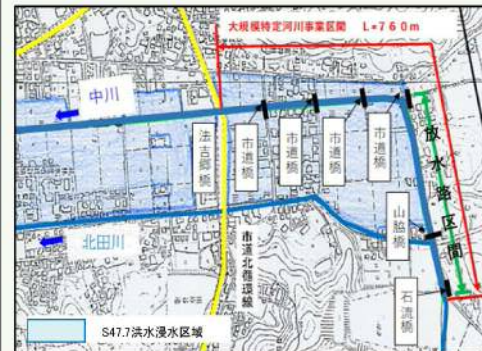 大規模特定河川事業区間 L=760m
中川
法吉郷橋
市道橋
市道橋
市道橋
市道橋
放水路区間
山脇橋
北田川
市道北循環線
石流橋
S47.7洪水浸水区域